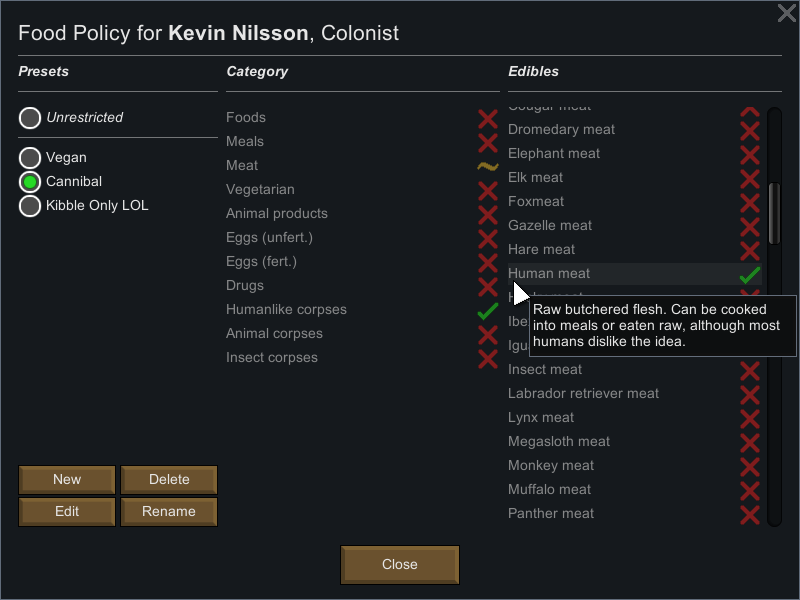 Food Policy for Kevin Nilsson, Colonist
Presets
Unrestricted
Vegan
Cannibal
Kibble Only LOL
New
Delete
Edit
Rename
Category
Foods
Meals
Meat
Vegetarian
Animal products
Eggs (unfert.)
Eggs (fert.)
Drugs
Humanlike corpses
Animal corpses
Insect corpses
Edibles
Cougar meat
Dromedary meat
Elephant meat
Elk meat
Foxmeat
Gazelle meat
Hare meat
Human meat
Raw butchered flesh. Can be cooked
into meals or eaten raw, although most
humans dislike the idea.
Insect meat
Labrador retriever meat
Lynx meat
Megasloth meat
Monkey meat
Muffalo meat
Panther meat
Close